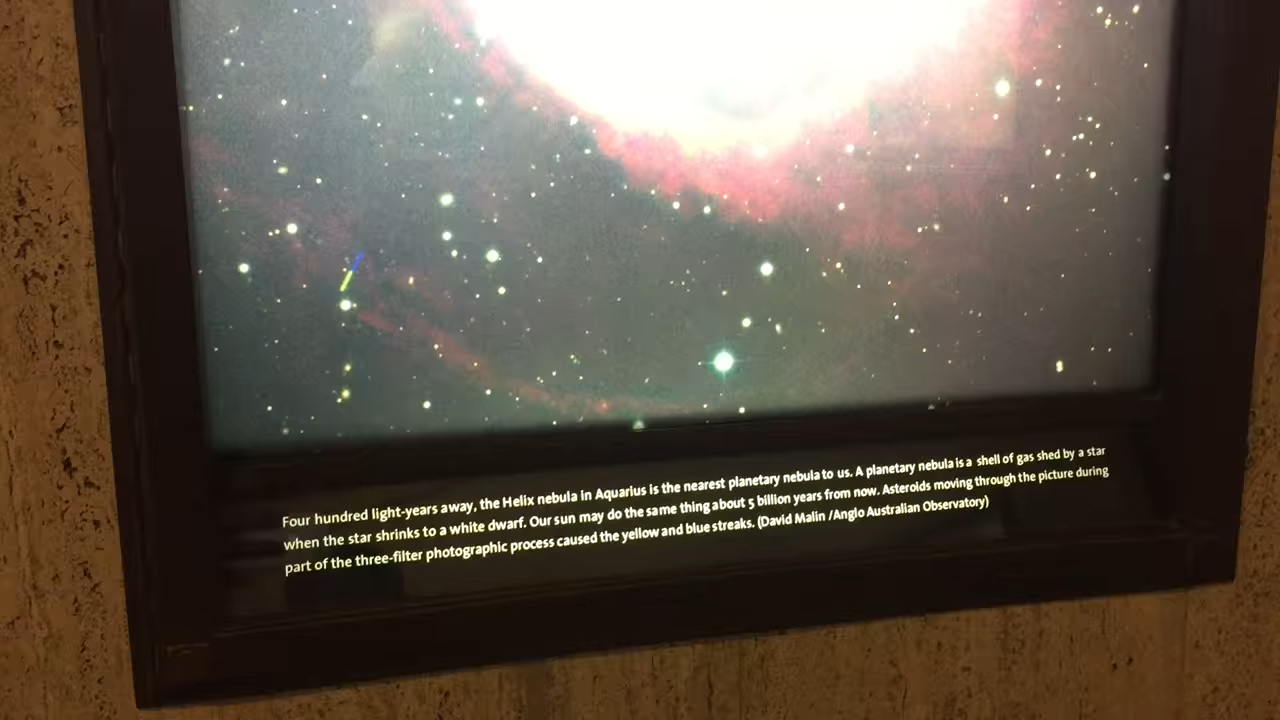 Four hundred light-years away, the Helix nebula in Aquarius is the nearest planetary nebula to us. A planetary nebula is a shell of gas shed by a star
when the star shrinks to a white dwarf. Our sun may do the same thing about 5 billion years from now. Asteroids moving through the picture during
part of the three-filter photographic process caused the yellow and blue streaks. (David Malin /Anglo Australian Observatory)